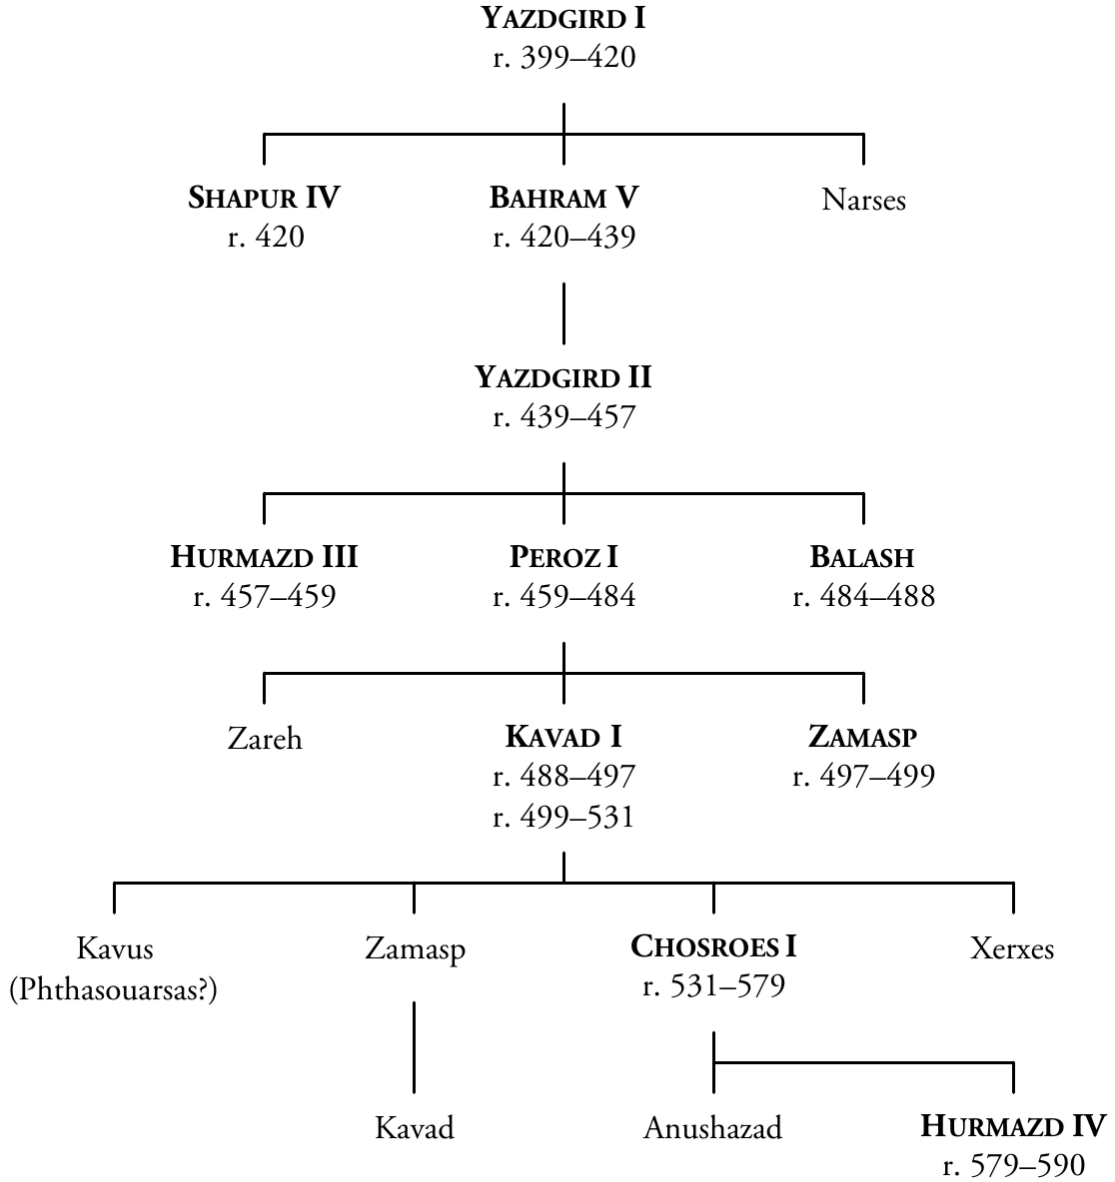 YAZDGIRD I
r. 399–420
SHAPUR IV
r. 420
BAHRAM V
r. 420–439
Narses
YAZDGIRD II
r. 439–457
HURMAZD III
r. 457–459
PEROZ I
r. 459–484
BALASH
r. 484–488
Zareh
KAVAD I
r. 488–497
r. 499–531
ZAMASP
r. 497–499
Kavus
(Phthasouarsas?)
Zamasp
CHOSROES I
r. 531–579
Xerxes
Kavad
Anushazad
HURMAZD IV
r. 579–590